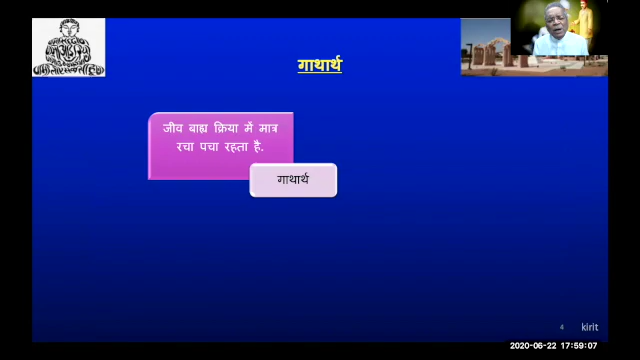 गाथार्थ
जीव बाह्य क्रिया में मात्र
रचा पचा रहता है.
गाथार्थ
4
kirit
2020-06-22 17:59:07